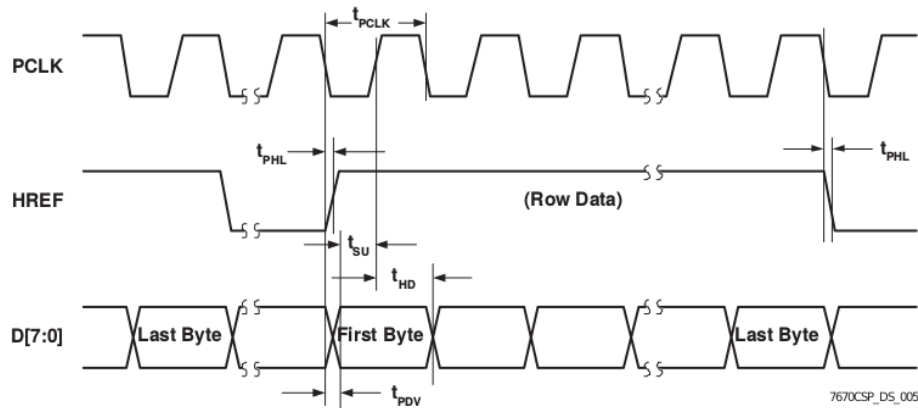 tPCLK
PCLK
tPHL
tPHL
HREF
(Row Data)
tSU
tHD
D[7:0]
Last Byte
First Byte
Last Byte
tPDV
7670CSP_DS_005